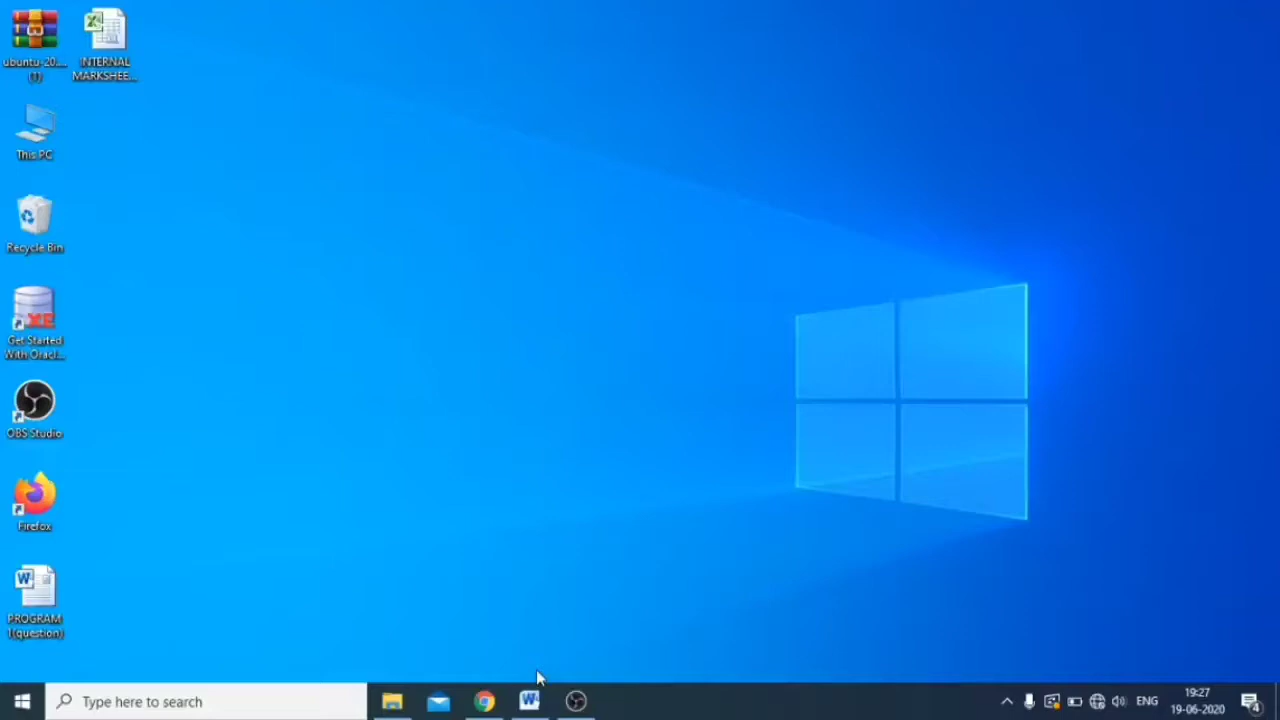 ubuntu-20....
(1)
INTERNAL
MARKSHEE...
This PC
Recycle Bin
Get Started
With Oracl...
OBS Studio
Firefox
PROGRAM
1(question)
Type here to search
ENG
19:27
19-06-2020
4